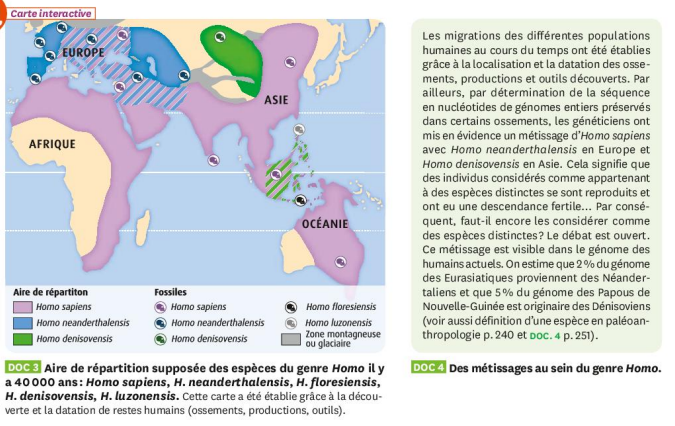 Carte interactive
EUROPE
ASIE
AFRIQUE
OCÉANIE
Aire de répartiton
Homo sapiens
Homo neanderthalensis
Homo denisovensis
Fossiles
Homo sapiens
Homo neanderthalensis
Homo denisovensis
Homo floresiensis
Homo luzonensis
Zone montagneuse
ou glaciaire
DOC 3 Aire de répartition supposée des espèces du genre Homo il y
a 40 000 ans : Homo sapiens, H. neanderthalensis, H. floresiensis,
H. denisovensis, H. luzonensis. Cette carte a été établie grâce à la décou-
verte et la datation de restes humains (ossements, productions, outils).
Les migrations des différentes populations
humaines au cours du temps ont été établies
grâce à la localisation et la datation des osse-
ments, productions et outils découverts. Par
ailleurs, par détermination de la séquence
en nucléotides de génomes entiers préservés
dans certains ossements, les généticiens ont
mis en évidence un métissage d'Homo sapiens
avec Homo neanderthalensis en Europe et
Homo denisovensis en Asie. Cela signifie que
des individus considérés comme appartenant
à des espèces distinctes se sont reproduits et
ont eu une descendance fertile... Par consé-
quent, faut-il encore les considérer comme
des espèces distinctes ? Le débat est ouvert.
Ce métissage est visible dans le génome des
humains actuels. On estime que 2 % du génome
des Eurasiatiques proviennent des Néander-
taliens et que 5 % du génome des Papous de
Nouvelle-Guinée est originaire des Dénisoviens
(voir aussi définition d'une espèce en paléoan-
thropologie p. 240 et DOC. 4 p. 251).
DOC 4 Des métissages au sein du genre Homo.